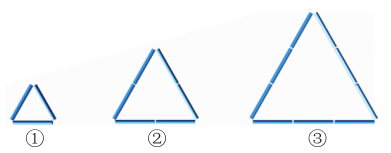 ① ② ③